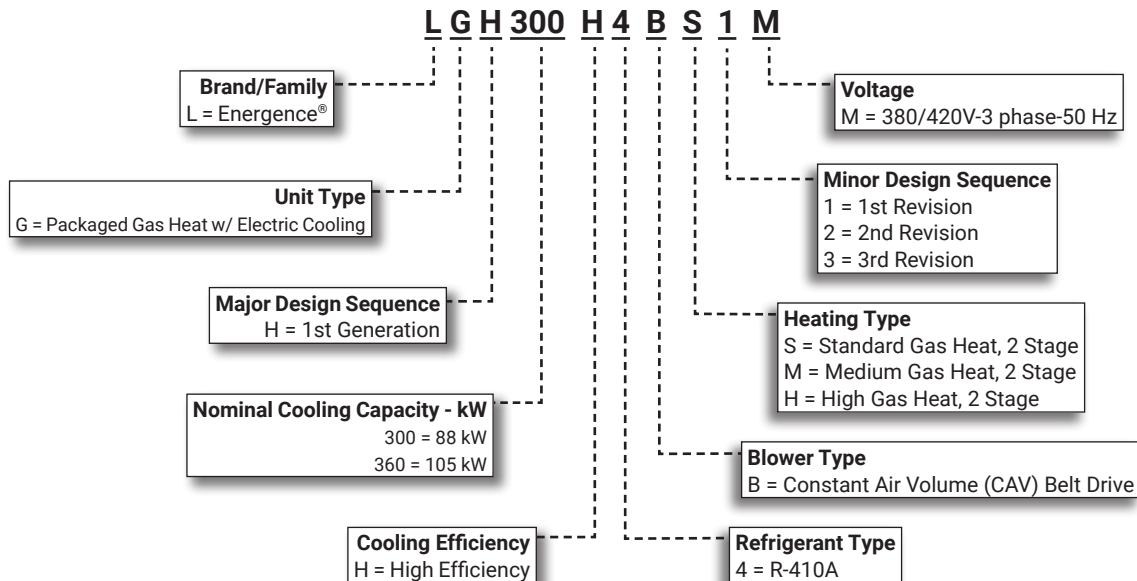 L G H 300 H 4 B S 1 M
Brand/Family
L = Energence®
Unit Type
G = Packaged Gas Heat w/ Electric Cooling
Major Design Sequence
H = 1st Generation
Nominal Cooling Capacity - kW
300 = 88 kW
360 = 105 kW
Cooling Efficiency
H = High Efficiency
Voltage
M = 380/420V-3 phase-50 Hz
Minor Design Sequence
1 = 1st Revision
2 = 2nd Revision
3 = 3rd Revision
Heating Type
S = Standard Gas Heat, 2 Stage
M = Medium Gas Heat, 2 Stage
H = High Gas Heat, 2 Stage
Blower Type
B = Constant Air Volume (CAV) Belt Drive
Refrigerant Type
4 = R-410A